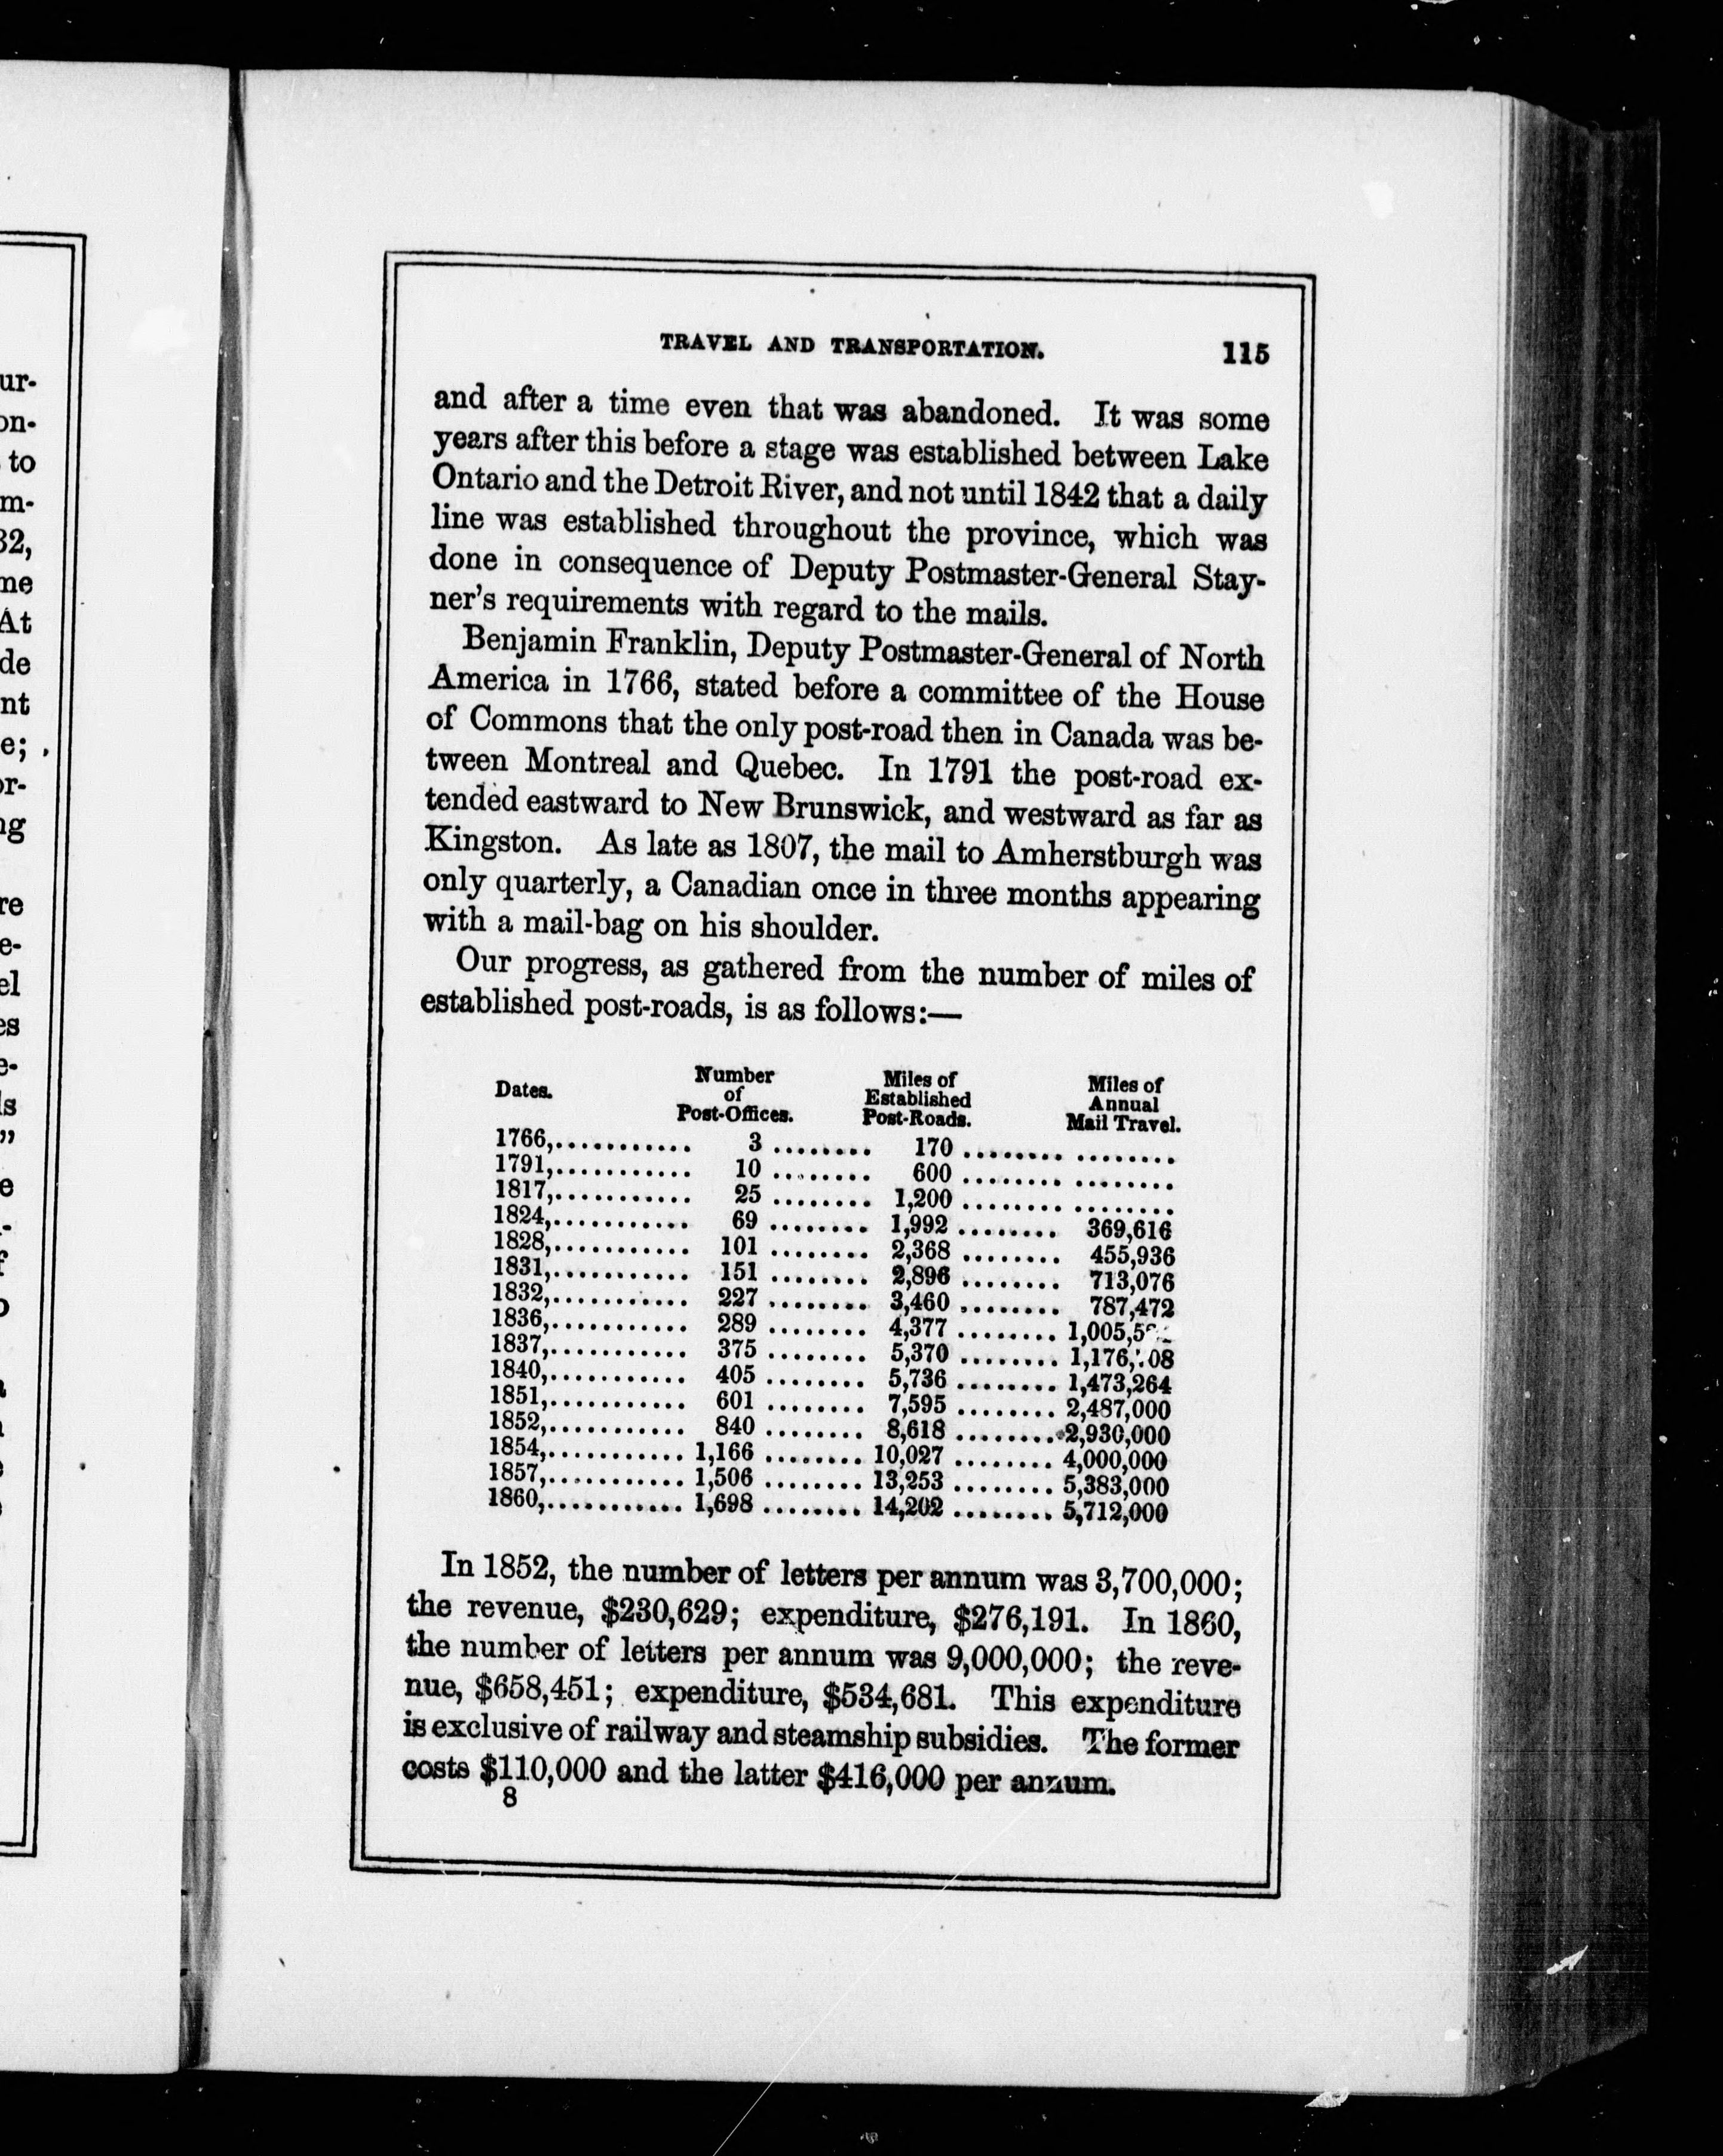 TRAVEL AND TRANSPORTATION. 115
and after a time even that was abandoned. It was some
years after this before a stage was established between Lake
Ontario and the Detroit River, and not until 1842 that a daily
line was established throughout the province, which was
done in consequence of Deputy Postmaster-General Stay-
ner's requirements with regard to the mails.
Benjamin Franklin, Deputy Postmaster-General of North
America in 1766, stated before a committee of the House
of Commons that the only post-road then in Canada was be-
tween Montreal and Quebec. In 1791 the post-road ex-
tended eastward to New Brunswick, and westward as far as
Kingston. As late as 1807, the mail to Amherstburgh was
only quarterly, a Canadian once in three months appearing
with a mail-bag on his shoulder.
Our progress, as gathered from the number of miles of
established post-roads, is as follows:—
Dates. Number of Post-Offices. Miles of Established Post-Roads. Miles of Annual Mail Travel.
1766,........... 3 ........ 170 ........ ........
1791,........... 10 ........ 600 ........ ........
1817,........... 25 ........ 1,200 ........ ........
1824,........... 69 ........ 1,992 ........ 369,616
1828,........... 101 ........ 2,368 ........ 455,936
1831,........... 151 ........ 2,896 ........ 713,076
1832,........... 227 ........ 3,460 ........ 787,472
1836,........... 289 ........ 4,377 ........
1837,........... 375 ........ 5,370 ........
1840,........... 405 ........ 5,736 ........ 1,473,264
1851,........... 601 ........ 7,595 ........ 2,487,000
1852,........... 840 ........ 8,618 ........ 2,930,000
1854,........... 1,166 ........ 10,027 ........ 4,000,000
1857,........... 1,506 ........ 13,253 ........ 5,383,000
1860,........... 1,698 ........ 14,202 ........ 5,712,000
In 1852, the number of letters per annum was 3,700,000;
the revenue, $230,629; expenditure, $276,191. In 1860,
the number of letters per annum was 9,000,000; the reve-
nue, $658,451; expenditure, $534,681. This expenditure
is exclusive of railway and steamship subsidies. The former
costs $110,000 and the latter $416,000 per annum.
8